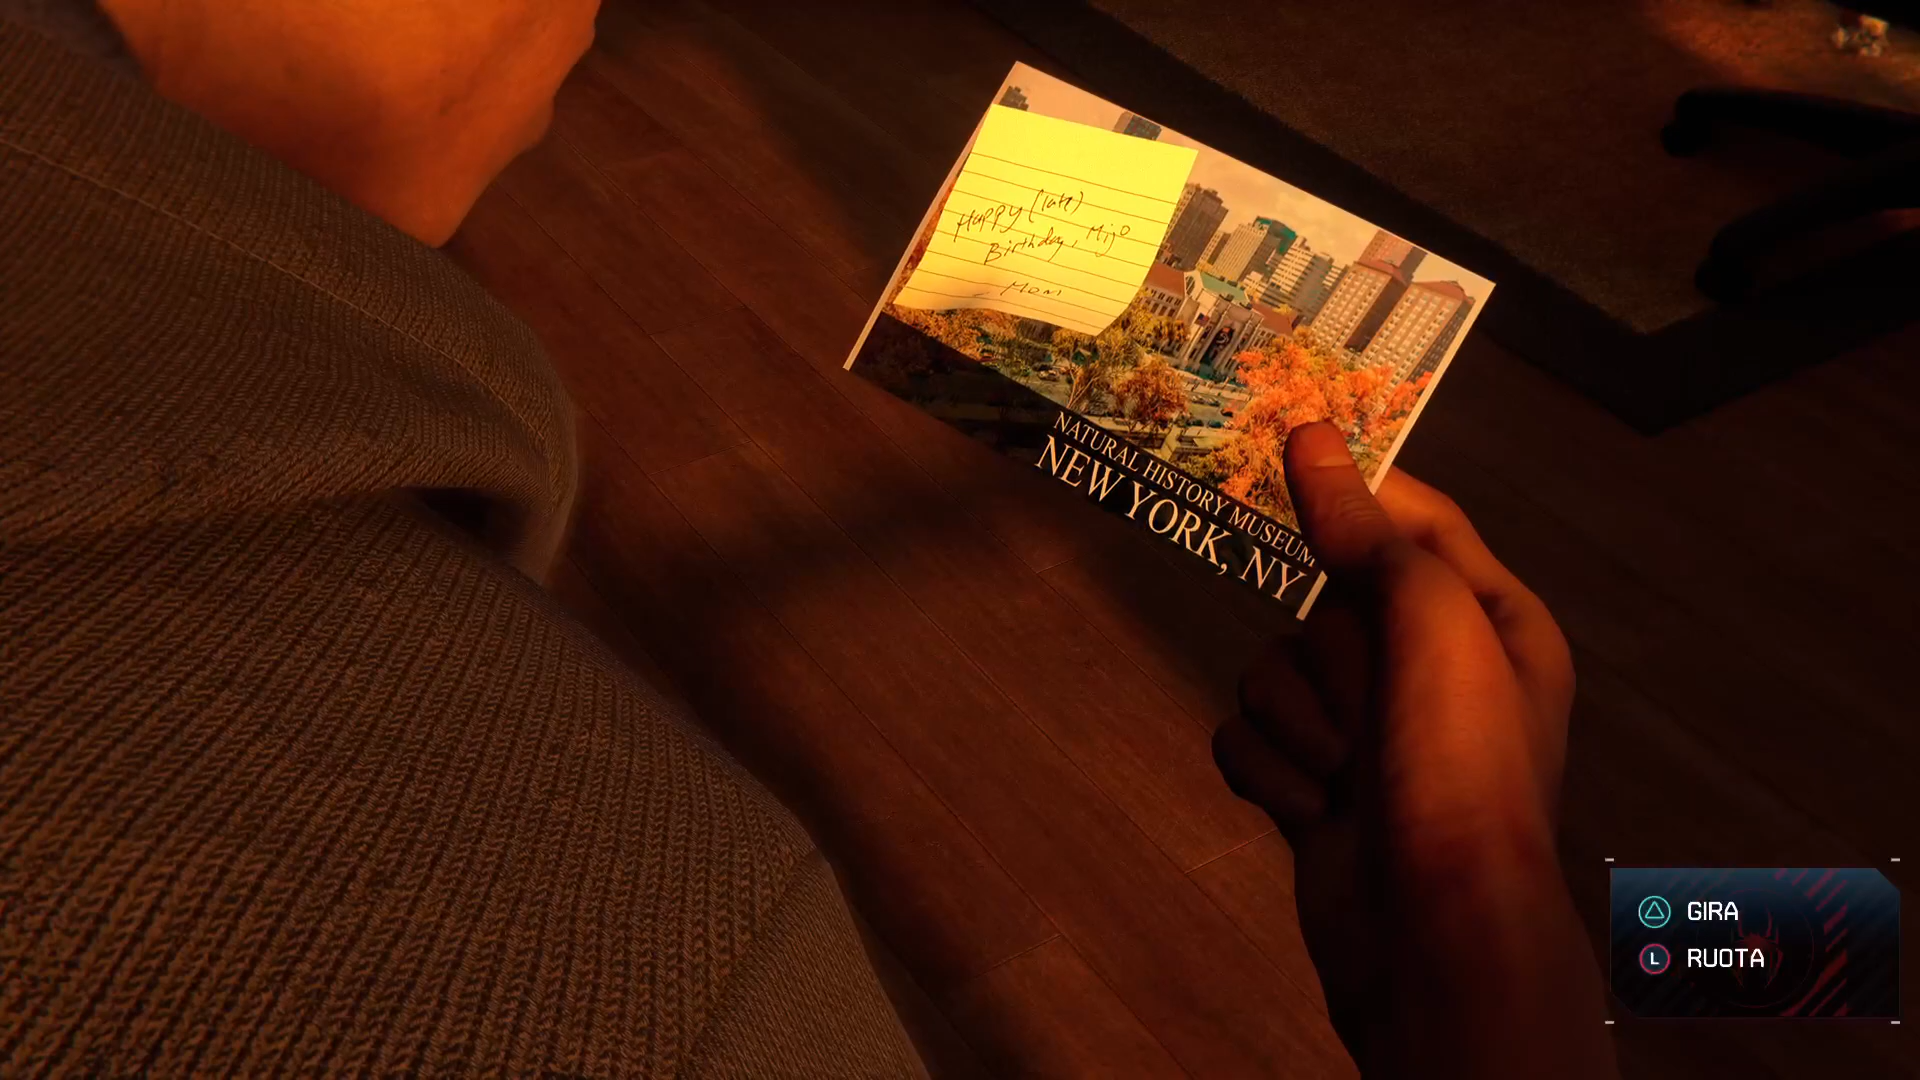 Happy (late)
Birthday, Mijo
- Mom
NATURAL HISTORY MUSEUM
NEW YORK, NY
GIRA
L RUOTA